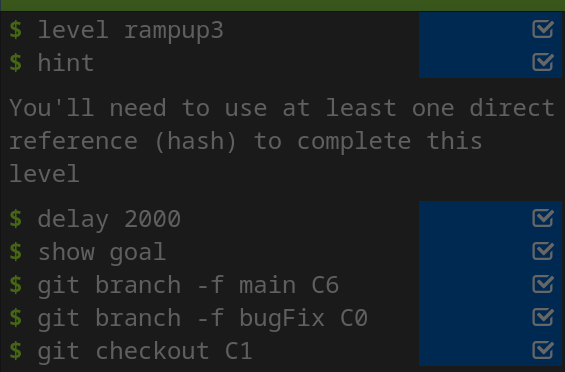 $ level rampup3
$ hint
You'll need to use at least one direct
reference (hash) to complete this
level
$ delay 2000
$ show goal
$ git branch -f main C6
$ git branch -f bugFix C0
$ git checkout C1